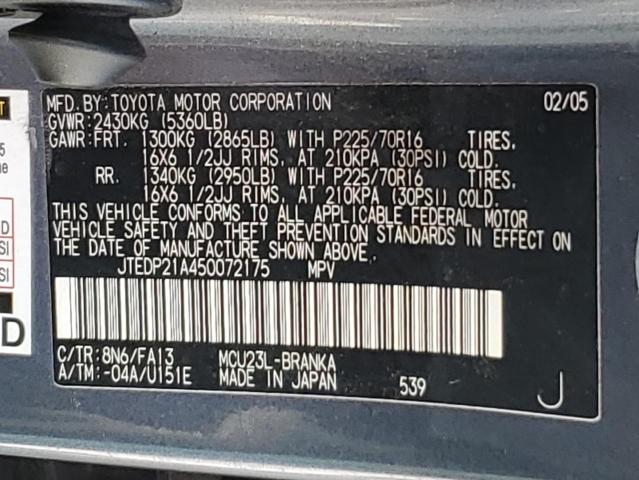 MFD. BY: TOYOTA MOTOR CORPORATION 02/05
GVWR: 2430KG (5360LB)
GAWR: FRT. 1300KG (2865LB) WITH P225/70R16 TIRES,
16X6 1/2JJ RIMS, AT 210KPA (30PSI) COLD.
RR. 1340KG (2950LB) WITH P225/70R16 TIRES,
16X6 1/2JJ RIMS, AT 210KPA (30PSI) COLD.
THIS VEHICLE CONFORMS TO ALL APPLICABLE FEDERAL MOTOR
VEHICLE SAFETY AND THEFT PREVENTION STANDARDS IN EFFECT ON
THE DATE OF MANUFACTURE SHOWN ABOVE.
JTEDP21A450072175 MPV
C/TR: 8N6/FA13 MCU23L-BRANKA
A/TM: -04A/U151E MADE IN JAPAN 539 J
5
D
SI
SI
D